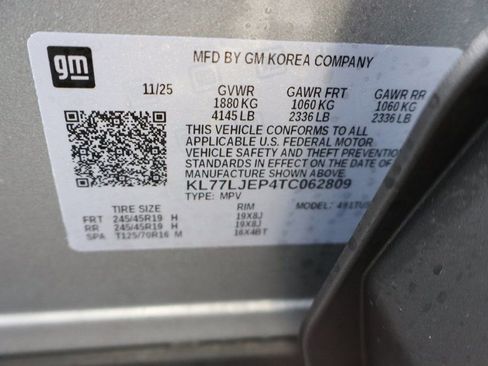 gm
MFD BY GM KOREA COMPANY
11/25 GVWR GAWR FRT GAWR RR
1880 KG 1060 KG 1060 KG
4145 LB 2336 LB 2336 LB
THIS VEHICLE CONFORMS TO ALL
APPLICABLE U.S. FEDERAL MOTOR
VEHICLE SAFETY AND THEFT PREVENTION
STANDARDS IN EFFECT ON THE DATE OF
MANUFACTURE SHOWN ABOVE.
KL77LJEP4TC062809
TYPE: MPV MODEL:
TIRE SIZE RIM
FRT 245/45R19 H 19X8J
RR 245/45R19 H 19X8J
SPA T125/70R16 M 16X4BT